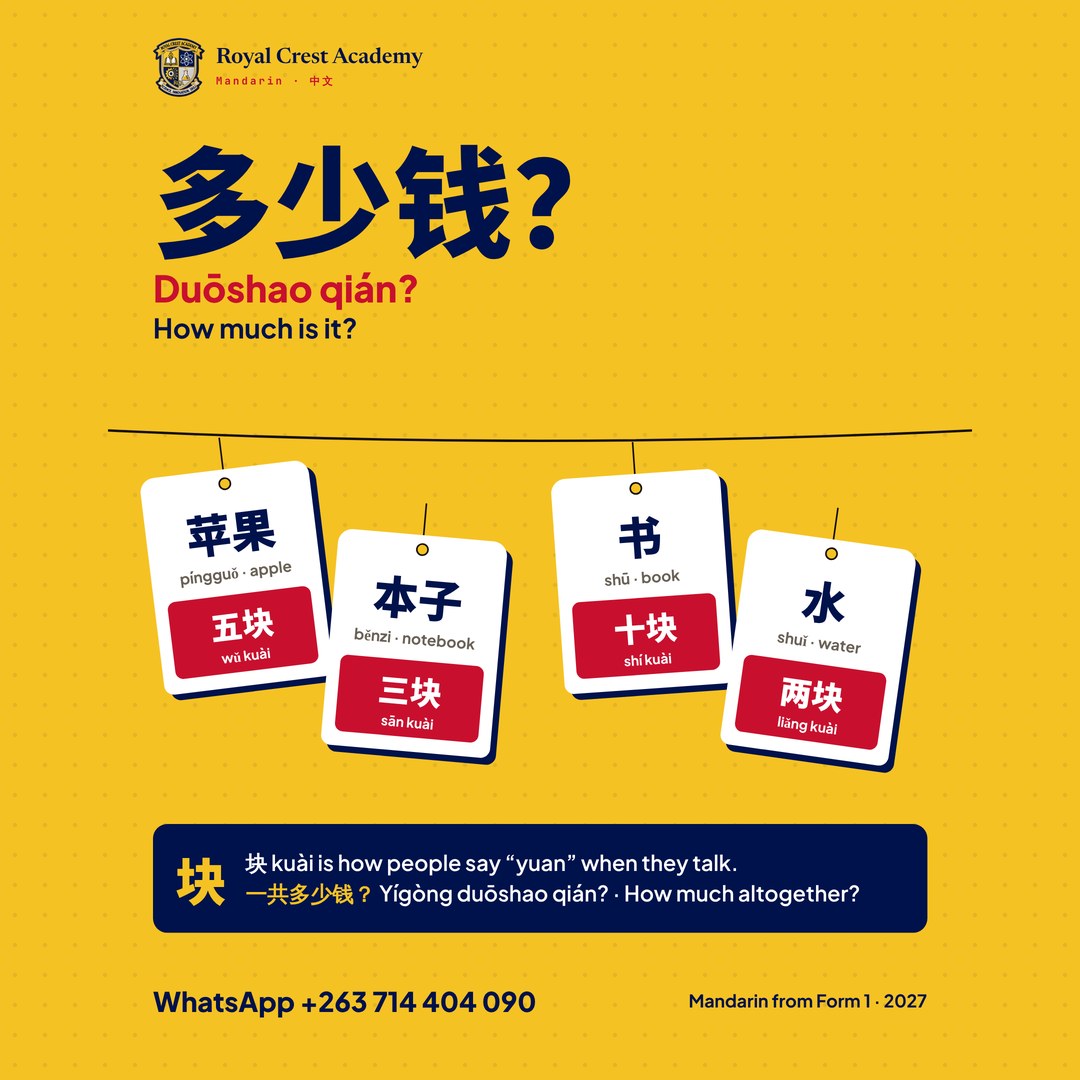 Royal Crest Academy
Mandarin · 中文
多少钱?
Duōshao qián?
How much is it?
苹果
píngguǒ · apple
五块
wǔ kuài
本子
běnzi · notebook
三块
sān kuài
书
shū · book
十块
shí kuài
水
shuǐ · water
两块
liǎng kuài
块
块 kuài is how people say “yuan” when they talk.
一共多少钱？ Yígòng duōshao qián? · How much altogether?
WhatsApp +263 714 404 090
Mandarin from Form 1 · 2027